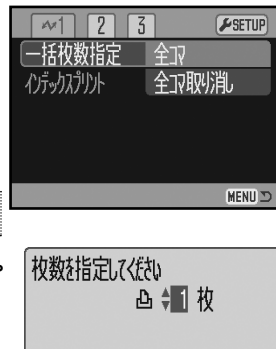 1 2 3 SETUP
一括枚数指定 全コマ
インデックスプリント 全コマ取り消し
MENU
。
枚数を指定してください
1 枚